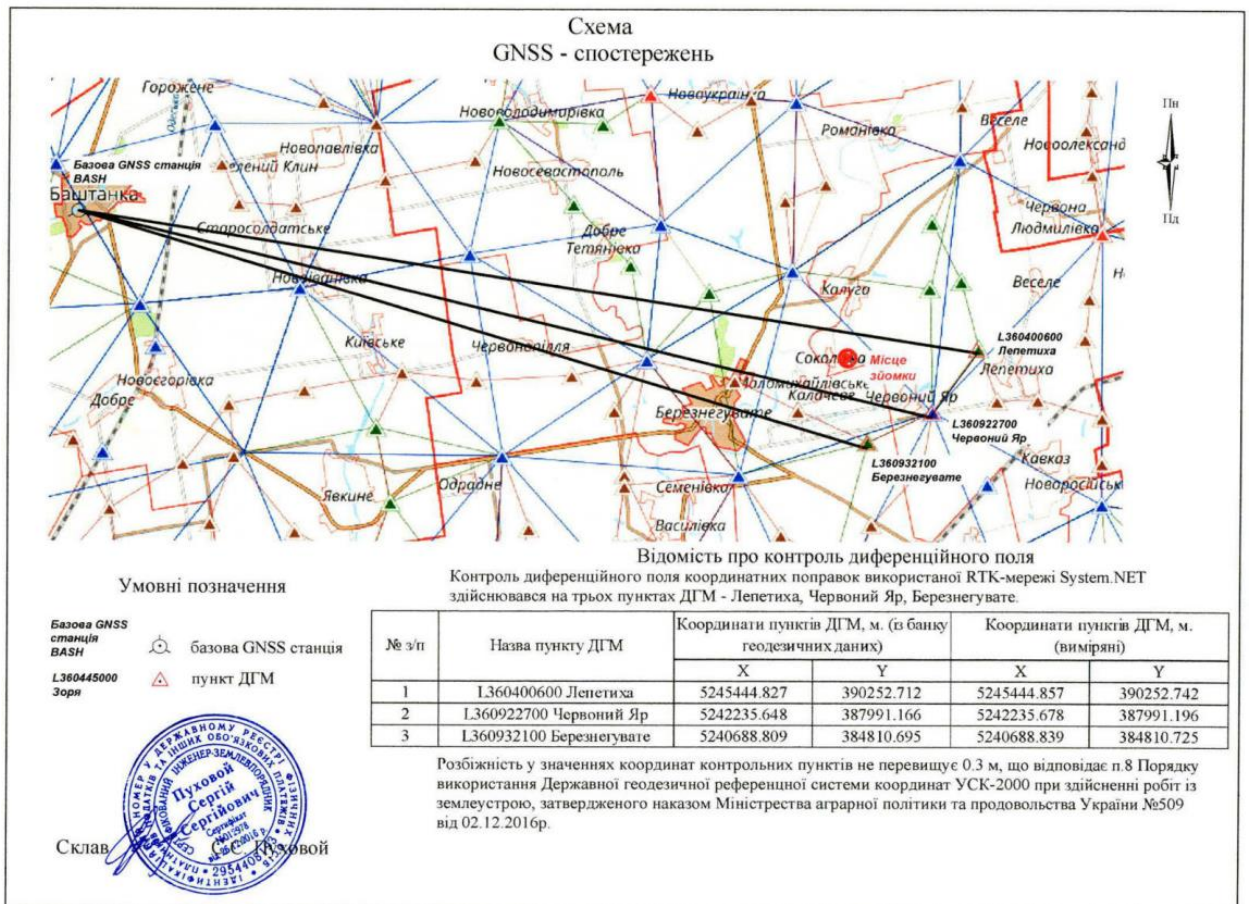 Схема
GNSS - спостережень
Горожене
Новопавлівка
Нововолодимирівка
Новоукраїнка
Романівка
Веселе
Новоолександ
Пн
Пд
Базова GNSS станція
BASH
Баштанка
Новосевастополь
Старосолдатське
Добре
Тетянівка
Червона
Людмилівка
Новоіванівка
Калуга
Веселе
Київське
Червонопілля
L360400600
Лепетиха
Лепетиха
Місце
зйомки
Новоєгорівка
Добре
Березнегувате
Калачеве
Червоний Яр
L360922700
Червоний Яр
L360932100
Березнегувате
Кавказ
Явкине
Одрадне
Семенівка
Новоросійськ
Василівка
Відомість про контроль диференційного поля
Контроль диференційного поля координатних поправок використаної RTK-мережі System.NET
здійснювався на трьох пунктах ДГМ - Лепетиха, Червоний Яр, Березнегувате.
Умовні позначення
Базова GNSS
станція
BASH
базова GNSS станція
L360445000
Зоря
пункт ДГМ
№ з/п Назва пункту ДГМ Координати пунктів ДГМ, м. (із банку геодезичних даних) Координати пунктів ДГМ, м. (виміряні)
X Y X Y
1 L360400600 Лепетиха 5245444.827 390252.712 5245444.857 390252.742
2 L360922700 Червоний Яр 5242235.648 387991.166 5242235.678 387991.196
3 L360932100 Березнегувате 5240688.809 384810.695 5240688.839 384810.725
Розбіжність у значеннях координат контрольних пунктів не перевищує 0.3 м, що відповідає п.8 Порядку
використання Державної геодезичної референцної системи координат УСК-2000 при здійсненні робіт із
землеустрою, затвердженого наказом Міністрества аграрної політики та продовольства України №509
від 02.12.2016р.
Пуховой
Сергій
Сергійович
Сертифікат
Склав
С.С. Пуховой